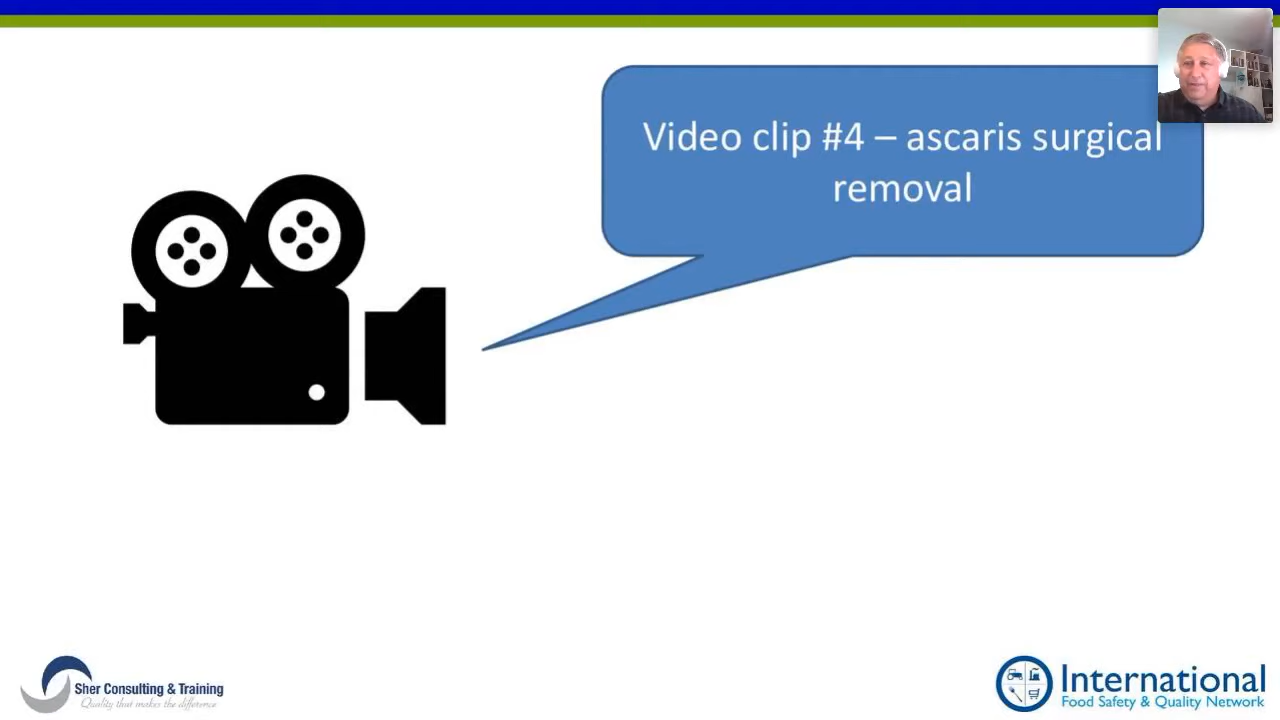 Video clip #4 – ascaris surgical
removal
Sher Consulting & Training
Quality that makes the difference
International
Food Safety & Quality Network